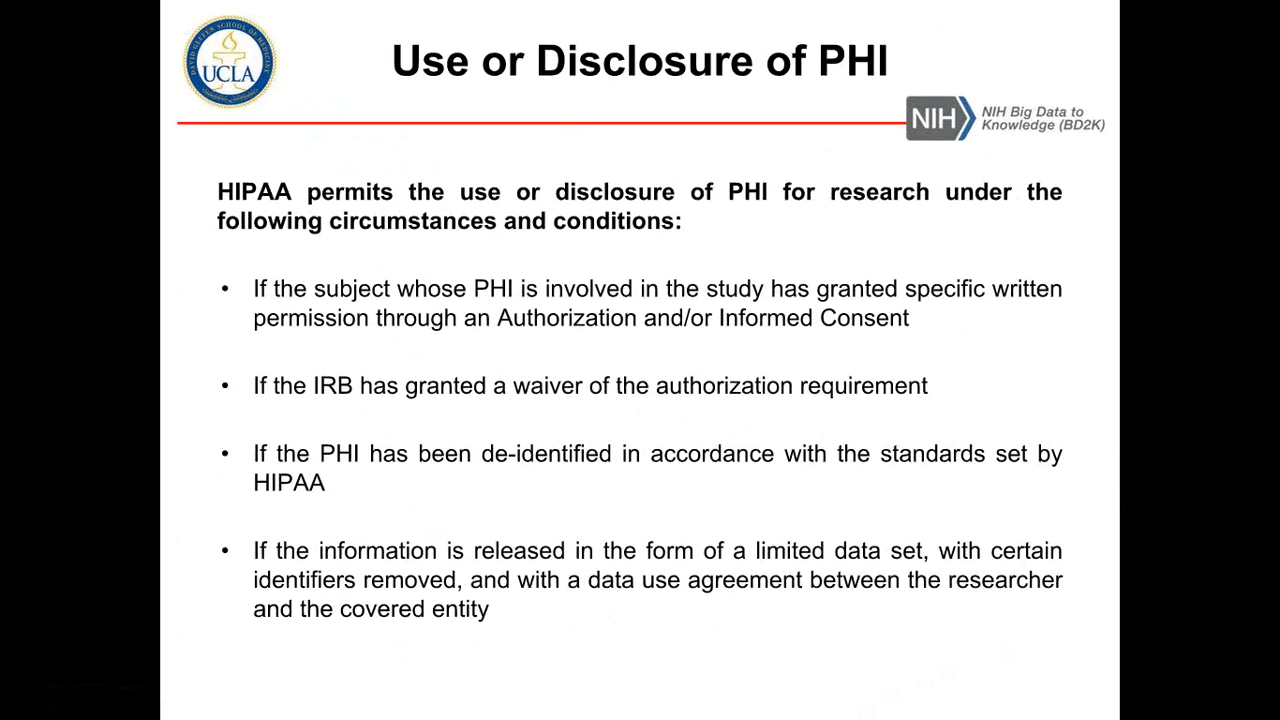 Use or Disclosure of PHI
DAVID GEFFEN SCHOOL OF MEDICINE
UCLA
NIH
NIH Big Data to
Knowledge (BD2K)
HIPAA permits the use or disclosure of PHI for research under the
following circumstances and conditions:
• If the subject whose PHI is involved in the study has granted specific written
permission through an Authorization and/or Informed Consent
• If the IRB has granted a waiver of the authorization requirement
• If the PHI has been de-identified in accordance with the standards set by
HIPAA
• If the information is released in the form of a limited data set, with certain
identifiers removed, and with a data use agreement between the researcher
and the covered entity